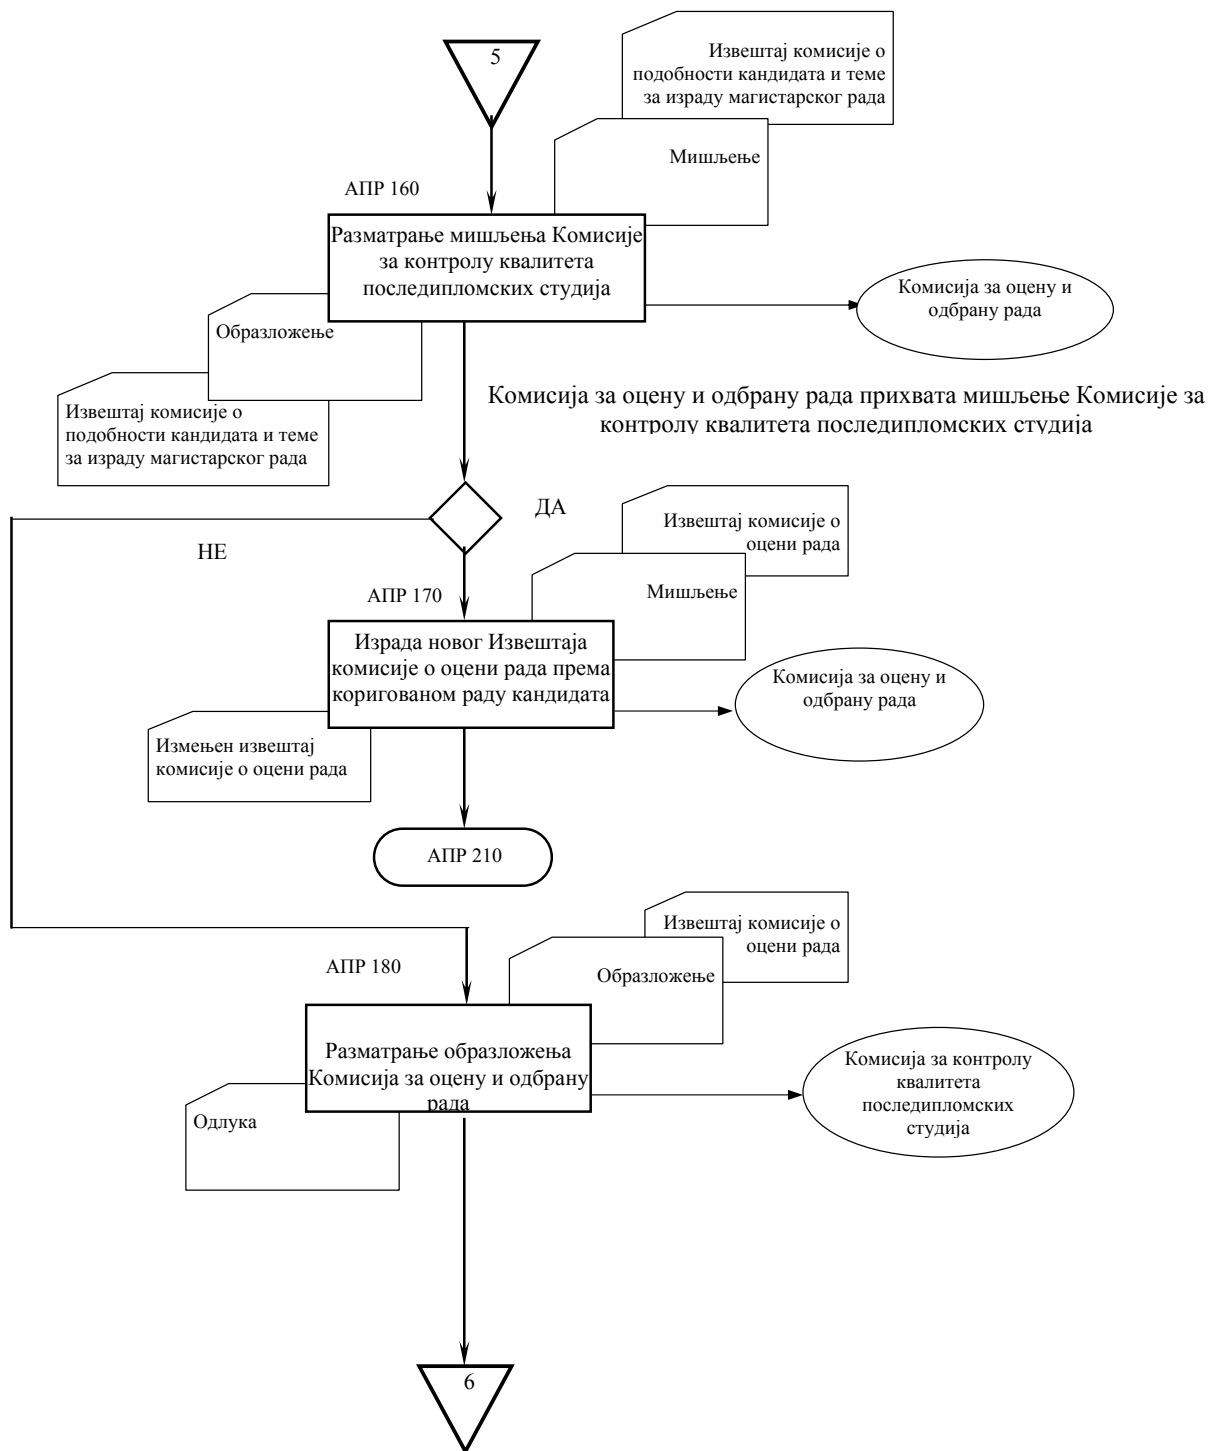 5
Извештај комисије о
подобности кандидата и теме
за израду магистарског рада
Мишљење
АПР 160
Разматрање мишљења Комисије
за контролу квалитета
последипломских студија
Комисија за оцену и
одбрану рада
Образложење
Извештај комисије о
подобности кандидата и теме
за израду магистарског рада
Комисија за оцену и одбрану рада прихвата мишљење Комисије за
контролу квалитета последипломских студија
ДА
НЕ
Извештај комисије о
оцени рада
Мишљење
АПР 170
Израда новог Извештаја
комисије о оцени рада према
коригованом раду кандидата
Комисија за оцену и
одбрану рада
Измењен извештај
комисије о оцени рада
АПР 210
Извештај комисије о
оцени рада
Образложење
АПР 180
Разматрање образложења
Комисија за оцену и одбрану
рада
Комисија за контролу
квалитета
последипломских
студија
Одлука
6